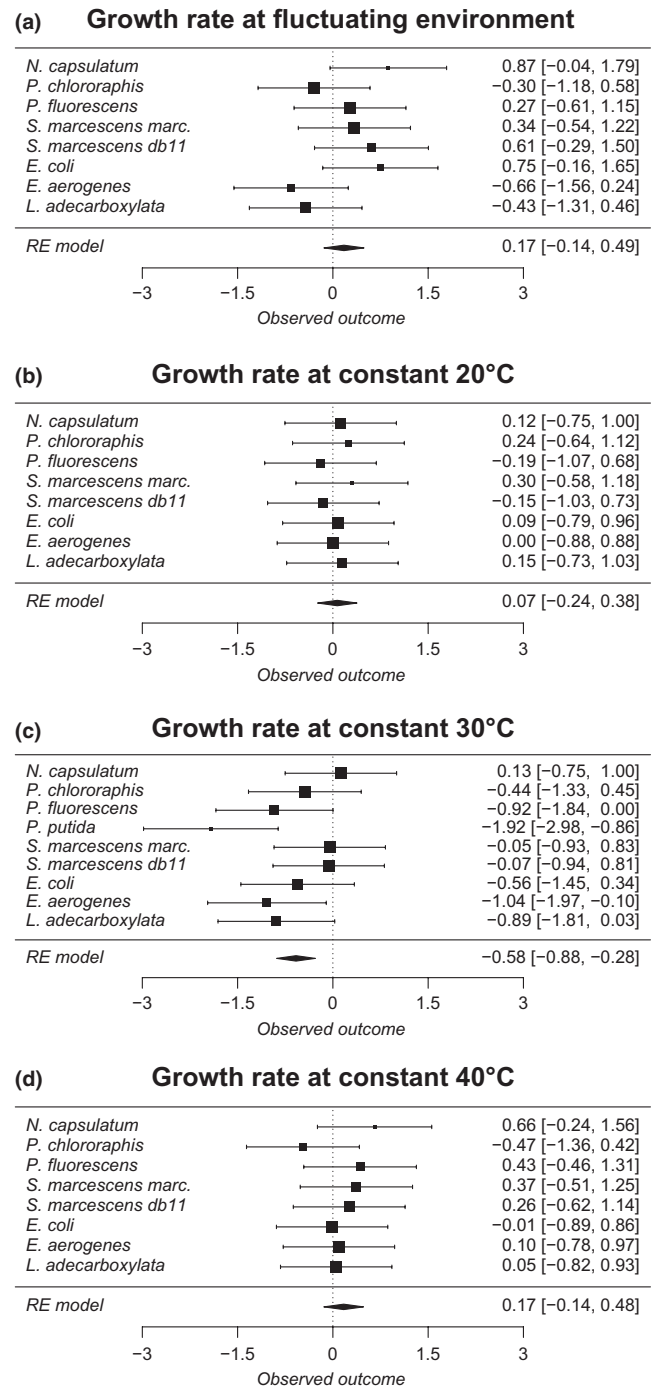 (a) Growth rate at fluctuating environment
N. capsulatum 0.87 [−0.04, 1.79]
P. chlororaphis −0.30 [−1.18, 0.58]
P. fluorescens 0.27 [−0.61, 1.15]
S. marcescens marc. 0.34 [−0.54, 1.22]
S. marcescens db11 0.61 [−0.29, 1.50]
E. coli 0.75 [−0.16, 1.65]
E. aerogenes −0.66 [−1.56, 0.24]
L. adecarboxylata −0.43 [−1.31, 0.46]
RE model 0.17 [−0.14, 0.49]
−3 −1.5 0 1.5 3
Observed outcome
(b) Growth rate at constant 20°C
N. capsulatum 0.12 [−0.75, 1.00]
P. chlororaphis 0.24 [−0.64, 1.12]
P. fluorescens −0.19 [−1.07, 0.68]
S. marcescens marc. 0.30 [−0.58, 1.18]
S. marcescens db11 −0.15 [−1.03, 0.73]
E. coli 0.09 [−0.79, 0.96]
E. aerogenes 0.00 [−0.88, 0.88]
L. adecarboxylata 0.15 [−0.73, 1.03]
RE model 0.07 [−0.24, 0.38]
−3 −1.5 0 1.5 3
Observed outcome
(c) Growth rate at constant 30°C
N. capsulatum 0.13 [−0.75, 1.00]
P. chlororaphis −0.44 [−1.33, 0.45]
P. fluorescens −0.92 [−1.84, 0.00]
P. putida −1.92 [−2.98, −0.86]
S. marcescens marc. −0.05 [−0.93, 0.83]
S. marcescens db11 −0.07 [−0.94, 0.81]
E. coli −0.56 [−1.45, 0.34]
E. aerogenes −1.04 [−1.97, −0.10]
L. adecarboxylata −0.89 [−1.81, 0.03]
RE model −0.58 [−0.88, −0.28]
−3 −1.5 0 1.5 3
Observed outcome
(d) Growth rate at constant 40°C
N. capsulatum 0.66 [−0.24, 1.56]
P. chlororaphis −0.47 [−1.36, 0.42]
P. fluorescens 0.43 [−0.46, 1.31]
S. marcescens marc. 0.37 [−0.51, 1.25]
S. marcescens db11 0.26 [−0.62, 1.14]
E. coli −0.01 [−0.89, 0.86]
E. aerogenes 0.10 [−0.78, 0.97]
L. adecarboxylata 0.05 [−0.82, 0.93]
RE model 0.17 [−0.14, 0.48]
−3 −1.5 0 1.5 3
Observed outcome